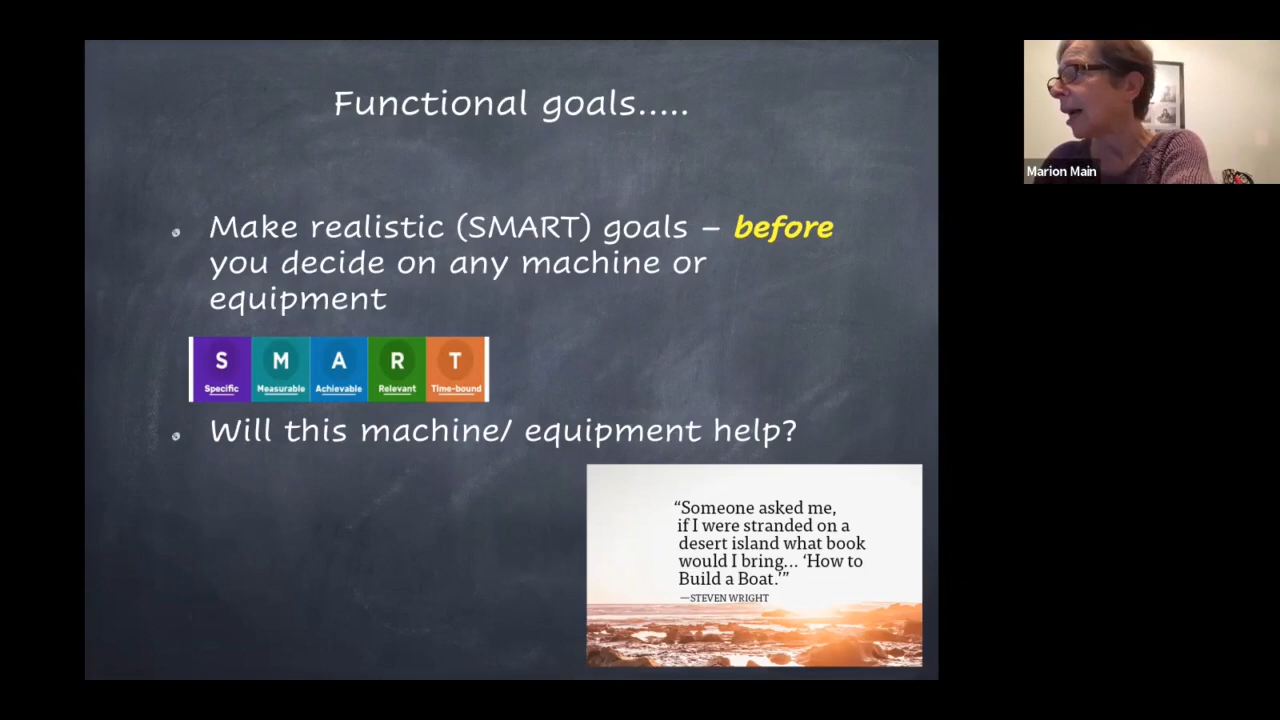 Functional goals.....
Make realistic (SMART) goals – before
you decide on any machine or
equipment
S M A R T
Specific Measurable Achievable Relevant Time-bound
Will this machine/ equipment help?
“Someone asked me,
if I were stranded on a
desert island what book
would I bring... ‘How to
Build a Boat.’”
—STEVEN WRIGHT
Marion Main